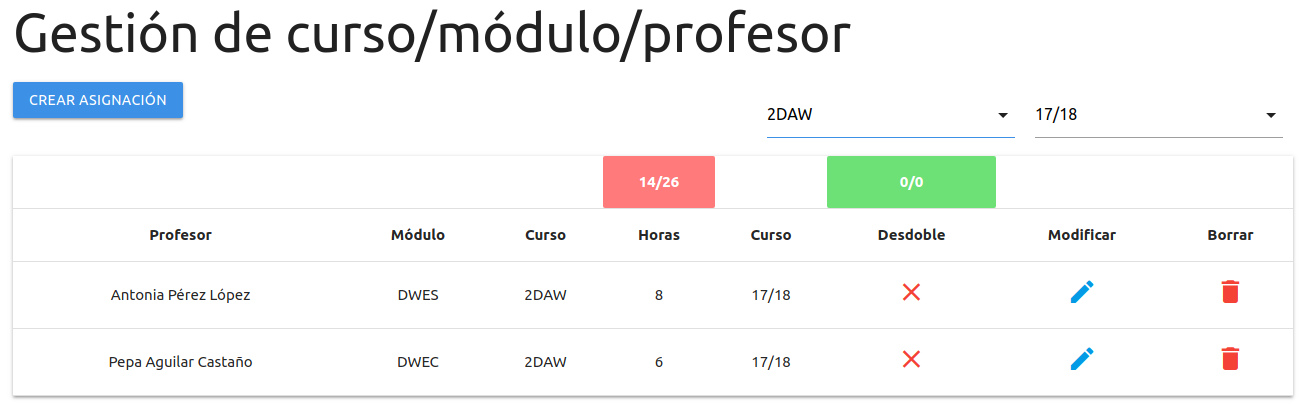 Gestión de curso/módulo/profesor
CREAR ASIGNACIÓN
2DAW 17/18
14/26 0/0
Profesor Módulo Curso Horas Curso Desdoble Modificar Borrar
Antonia Pérez López DWES 2DAW 8 17/18
Pepa Aguilar Castaño DWEC 2DAW 6 17/18